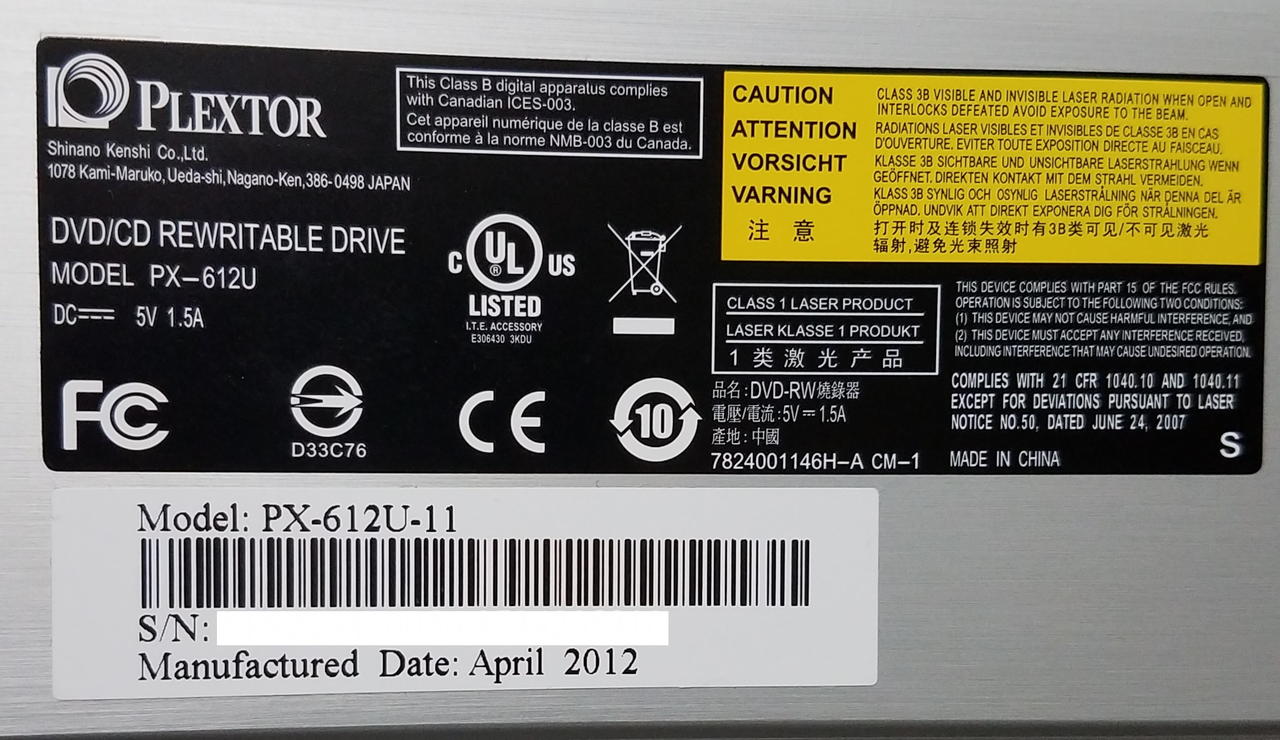 PLEXTOR
Shinano Kenshi Co.,Ltd.
1078 Kami-Maruko, Ueda-shi, Nagano-Ken, 386-0498 JAPAN
This Class B digital apparatus complies
with Canadian ICES-003.
Cet appareil numérique de la classe B est
conforme à la norme NMB-003 du Canada.
DVD/CD REWRITABLE DRIVE
MODEL PX-612U
DC 5V 1.5A
C UL ® US
LISTED
I.T.E. ACCESSORY
E306430 3KDU
FC
D33C76
CE
10
CAUTION
CLASS 3B VISIBLE AND INVISIBLE LASER RADIATION WHEN OPEN AND
INTERLOCKS DEFEATED AVOID EXPOSURE TO THE BEAM.
ATTENTION
RADIATIONS LASER VISIBLES ET INVISIBLES DE CLASSE 3B EN CAS
D'OUVERTURE. EVITER TOUTE EXPOSITION DIRECTE AU FAISCEAU,
VORSICHT
KLASSE 3B SICHTBARE UND UNSICHTBARE LASERSTRAHLUNG WENN
GEÖFFNET. DIREKTEN KONTAKT MIT DEM STRAHL VERMEIDEN.
VARNING
KLASS 3B SYNLIG OCH OSYNLIG LASERSTRÅLNING NÄR DENNA DEL ÄR
ÖPPNAD. UNDVIK ATT DIREKT EXPONERA DIG FÖR STRÅLNINGEN.
注 意
打开时及连锁失效时有3B类可见/不可见激光
辐射,避免光束照射
CLASS 1 LASER PRODUCT
LASER KLASSE 1 PRODUKT
1 类 激 光 产 品
品名:DVD-RW燒錄器
電壓/電流:5V 1.5A
產地:中國
7824001146H-A CM-1
THIS DEVICE COMPLIES WITH PART 15 OF THE FCC RULES.
OPERATION IS SUBJECT TO THE FOLLOWING TWO CONDITIONS:
(1) THIS DEVICE MAY NOT CAUSE HARMFUL INTERFERENCE, AND
(2) THIS DEVICE MUST ACCEPT ANY INTERFERENCE RECEIVED,
INCLUDING INTERFERENCE THAT MAY CAUSE UNDESIRED OPERATION.
COMPLIES WITH 21 CFR 1040.10 AND 1040.11
EXCEPT FOR DEVIATIONS PURSUANT TO LASER
NOTICE NO.50, DATED JUNE 24, 2007
S
MADE IN CHINA
Model: PX-612U-11
S/N:
Manufactured Date: April 2012